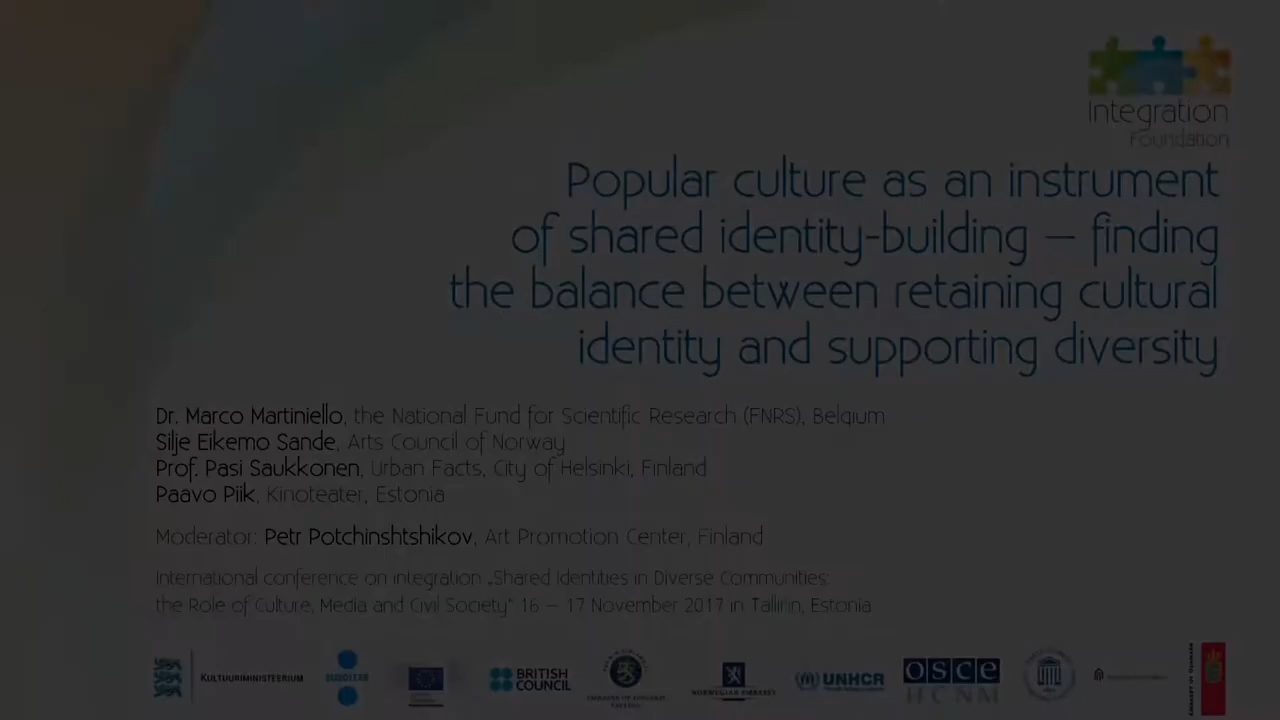 Integration
Foundation
Popular culture as an instrument
of shared identity-building – finding
the balance between retaining cultural
identity and supporting diversity
Dr. Marco Martiniello, the National Fund for Scientific Research (FNRS), Belgium
Silje Eikemo Sande, Arts Council of Norway
Prof. Pasi Saukkonen, Urban Facts, City of Helsinki, Finland
Paavo Piik, Kinoteater, Estonia
Moderator: Petr Potchinshtshikov, Art Promotion Center, Finland
International conference on integration „Shared Identities in Diverse Communities:
the Role of Culture, Media and Civil Society“ 16 – 17 November 2017 in Tallinn, Estonia
KULTUURIMINISTEERIUM
BRITISH
COUNCIL
NORWEGIAN EMBASSY
UNHCR
OSCE
HCNM